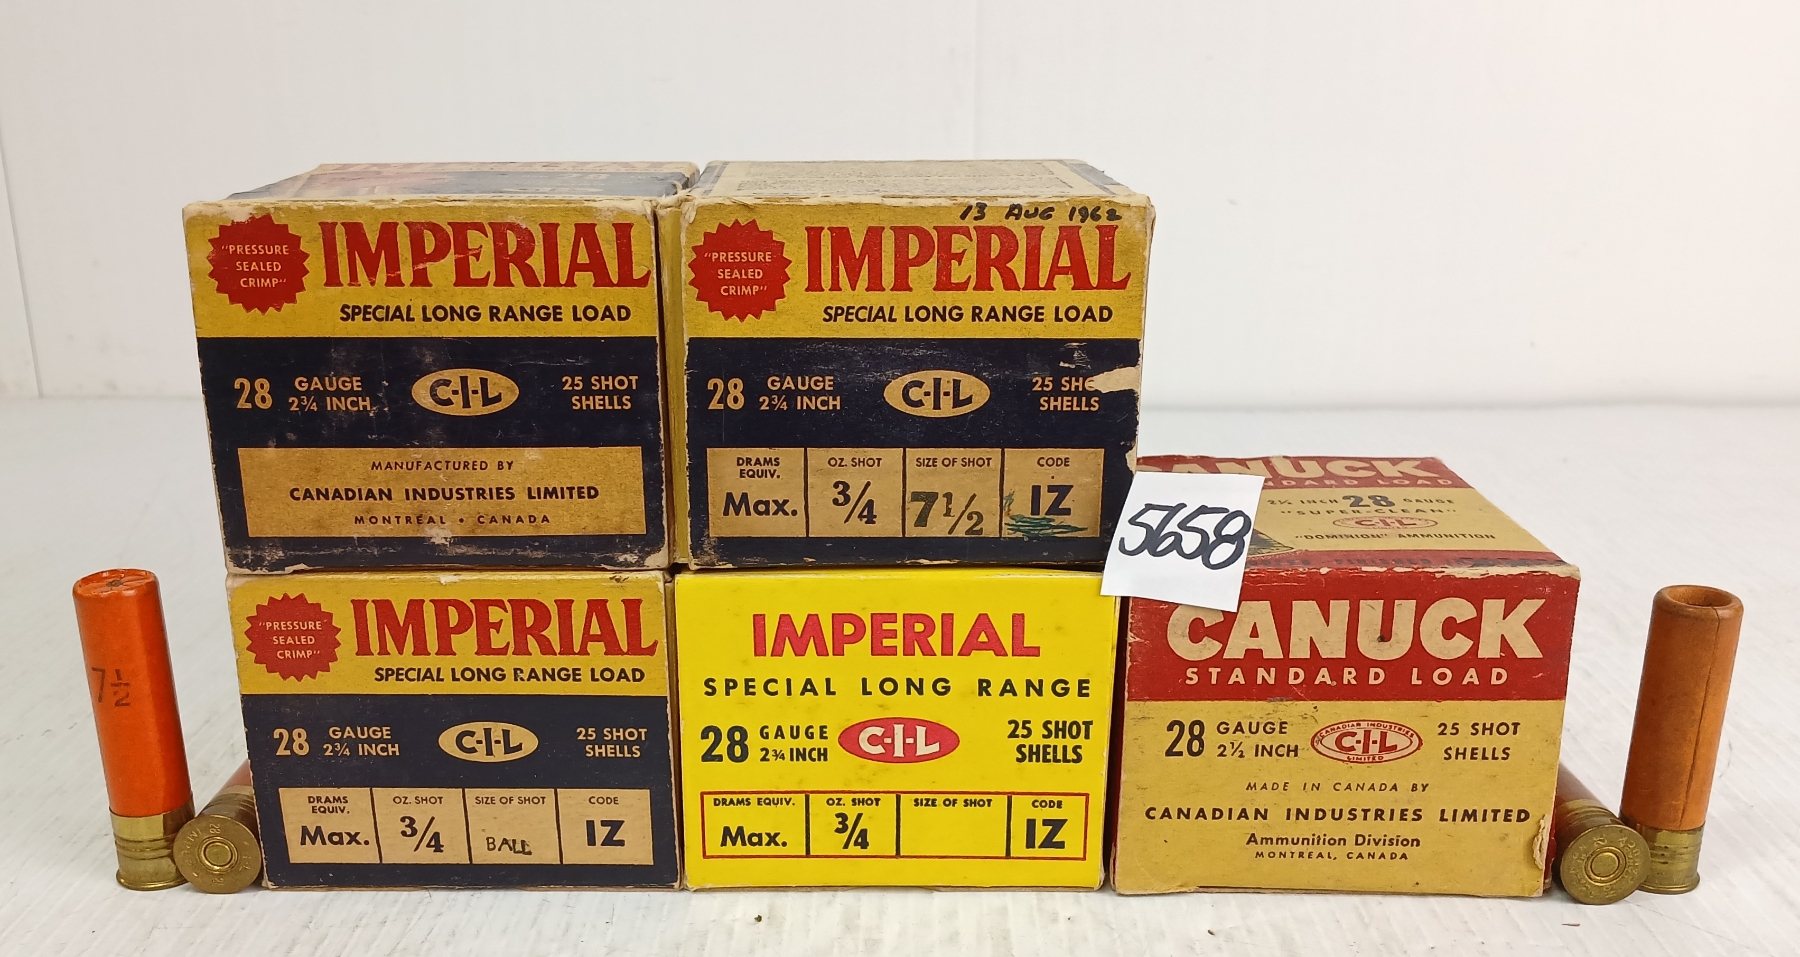 "PRESSURE
SEALED
CRIMP"
IMPERIAL
SPECIAL LONG RANGE LOAD
28 GAUGE
2¾ INCH
C-I-L
25 SHOT
SHELLS
MANUFACTURED BY
CANADIAN INDUSTRIES LIMITED
MONTREAL • CANADA
13 AUG 1962
"PRESSURE
SEALED
CRIMP"
IMPERIAL
SPECIAL LONG RANGE LOAD
28 GAUGE
2¾ INCH
C-I-L
25 SHO
SHELLS
DRAMS
EQUIV.
Max.
OZ. SHOT
3/4
SIZE OF SHOT
7½
CODE
IZ
5658
CANUCK
STANDARD LOAD
INCH 28 GAUGE
"SUPER-CLEAN"
C-I-L
"DOMINION" AMMUNITION
7½
"PRESSURE
SEALED
CRIMP"
IMPERIAL
SPECIAL LONG RANGE LOAD
28 GAUGE
2¾ INCH
C-I-L
25 SHOT
SHELLS
DRAMS
EQUIV.
Max.
OZ. SHOT
3/4
SIZE OF SHOT
BALL
CODE
IZ
IMPERIAL
SPECIAL LONG RANGE
28 GAUGE
2¾ INCH
C-I-L
25 SHOT
SHELLS
DRAMS EQUIV.
Max.
OZ. SHOT
3/4
SIZE OF SHOT
CODE
IZ
CANUCK
STANDARD LOAD
28 GAUGE
2½ INCH
CANADIAN INDUSTRIES
C-I-L
LIMITED
25 SHOT
SHELLS
MADE IN CANADA BY
CANADIAN INDUSTRIES LIMITED
Ammunition Division
MONTREAL, CANADA